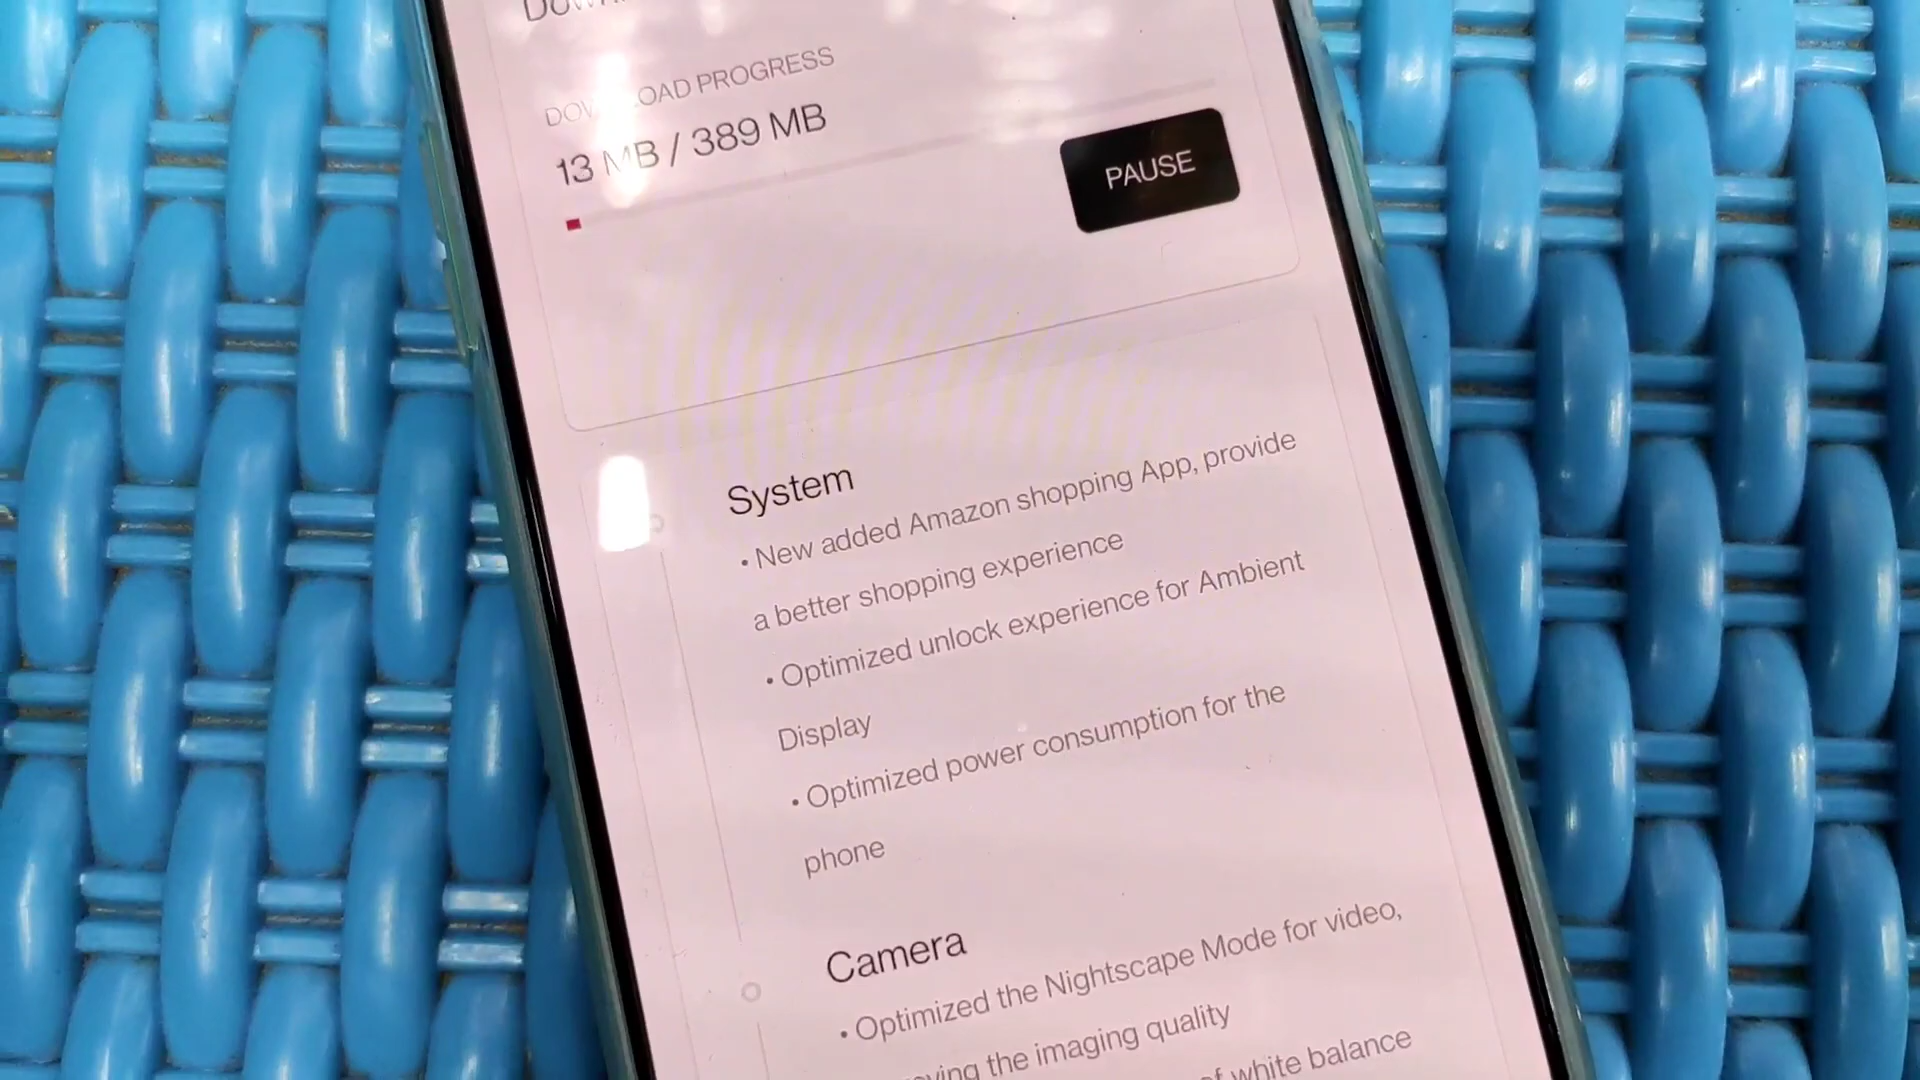 DOWNLOAD PROGRESS
13 MB / 389 MB
PAUSE
System
• New added Amazon shopping App, provide
a better shopping experience
• Optimized unlock experience for Ambient
Display
• Optimized power consumption for the
phone
Camera
• Optimized the Nightscape Mode for video,
the imaging quality
of white balance